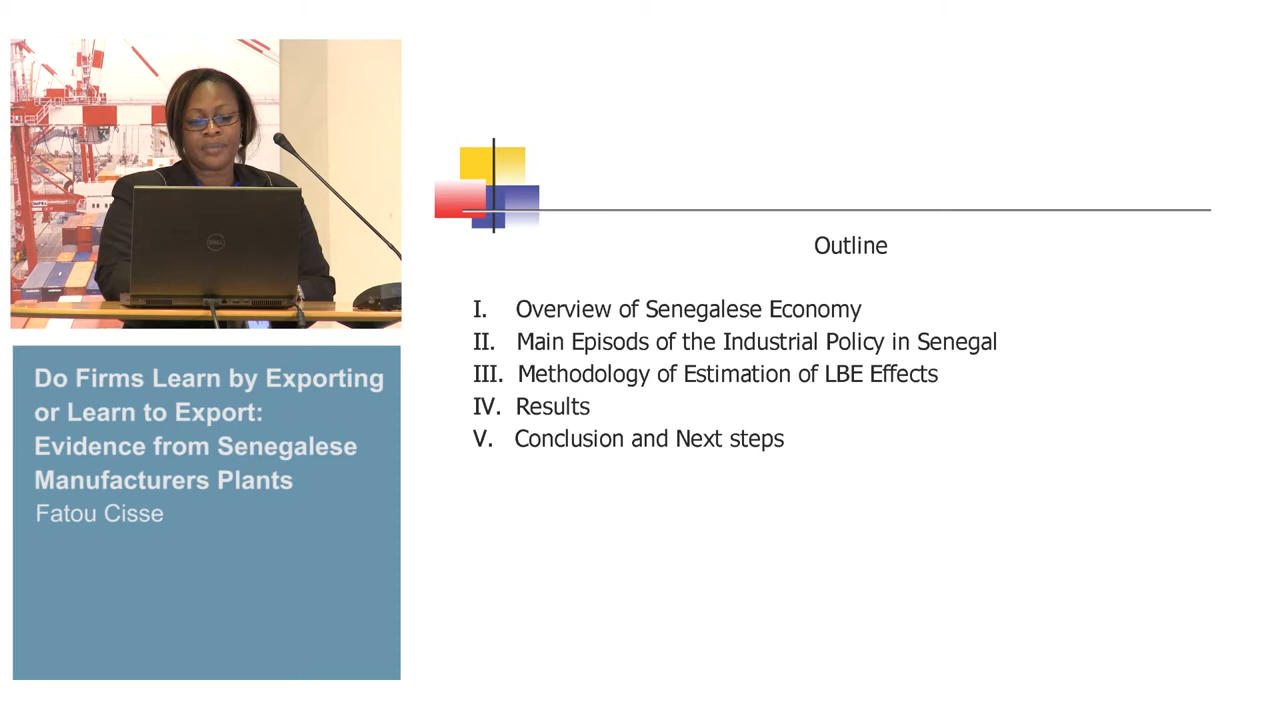 Do Firms Learn by Exporting
or Learn to Export:
Evidence from Senegalese
Manufacturers Plants
Fatou Cisse
Outline
I. Overview of Senegalese Economy
II. Main Episods of the Industrial Policy in Senegal
III. Methodology of Estimation of LBE Effects
IV. Results
V. Conclusion and Next steps
DELL